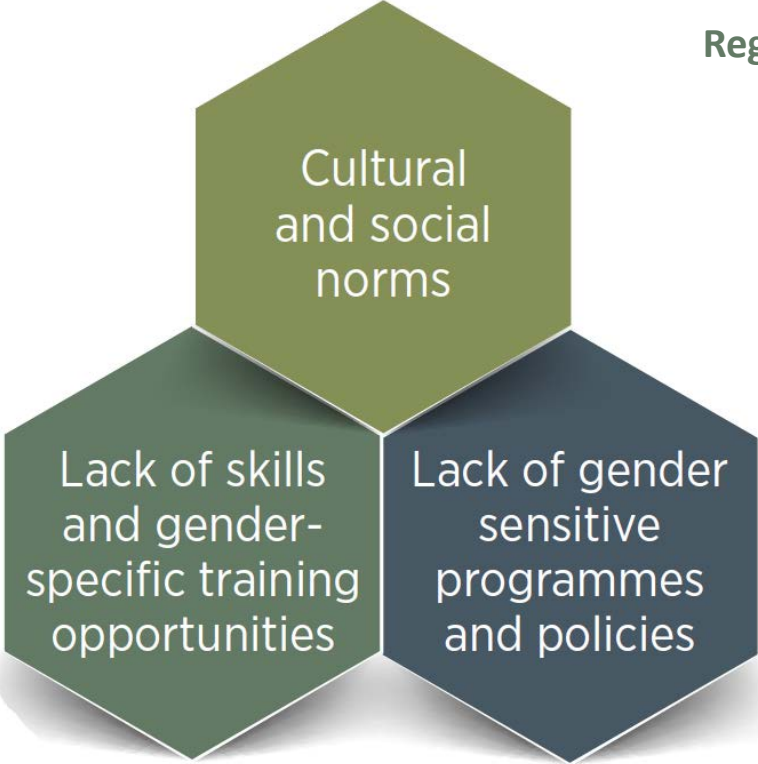 Reg
Cultural
and social
norms
Lack of skills
and gender-
specific training
opportunities
Lack of gender
sensitive
programmes
and policies